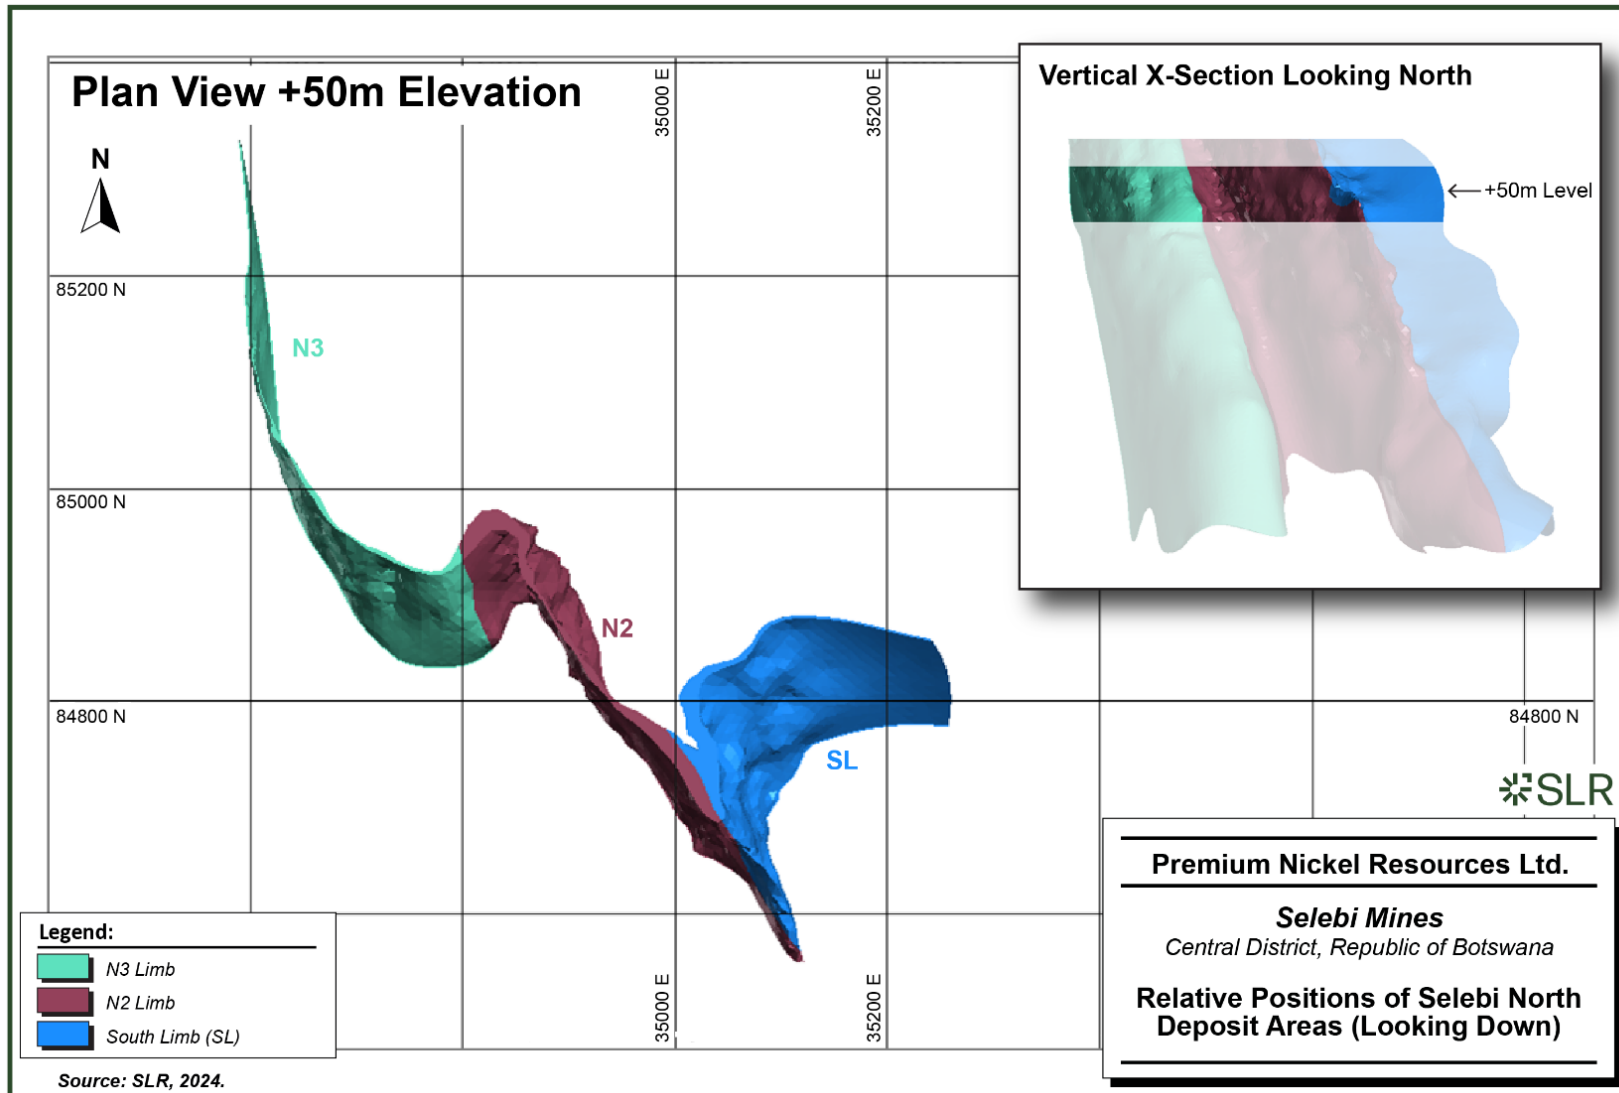 Plan View +50m Elevation
35000 E
35200 E
N
Vertical X-Section Looking North
+50m Level
85200 N
N3
85000 N
N2
84800 N
84800 N
SL
SLR
Premium Nickel Resources Ltd.
Selebi Mines
Central District, Republic of Botswana
Relative Positions of Selebi North
Deposit Areas (Looking Down)
Legend:
N3 Limb
N2 Limb
South Limb (SL)
35000 E
35200 E
Source: SLR, 2024.